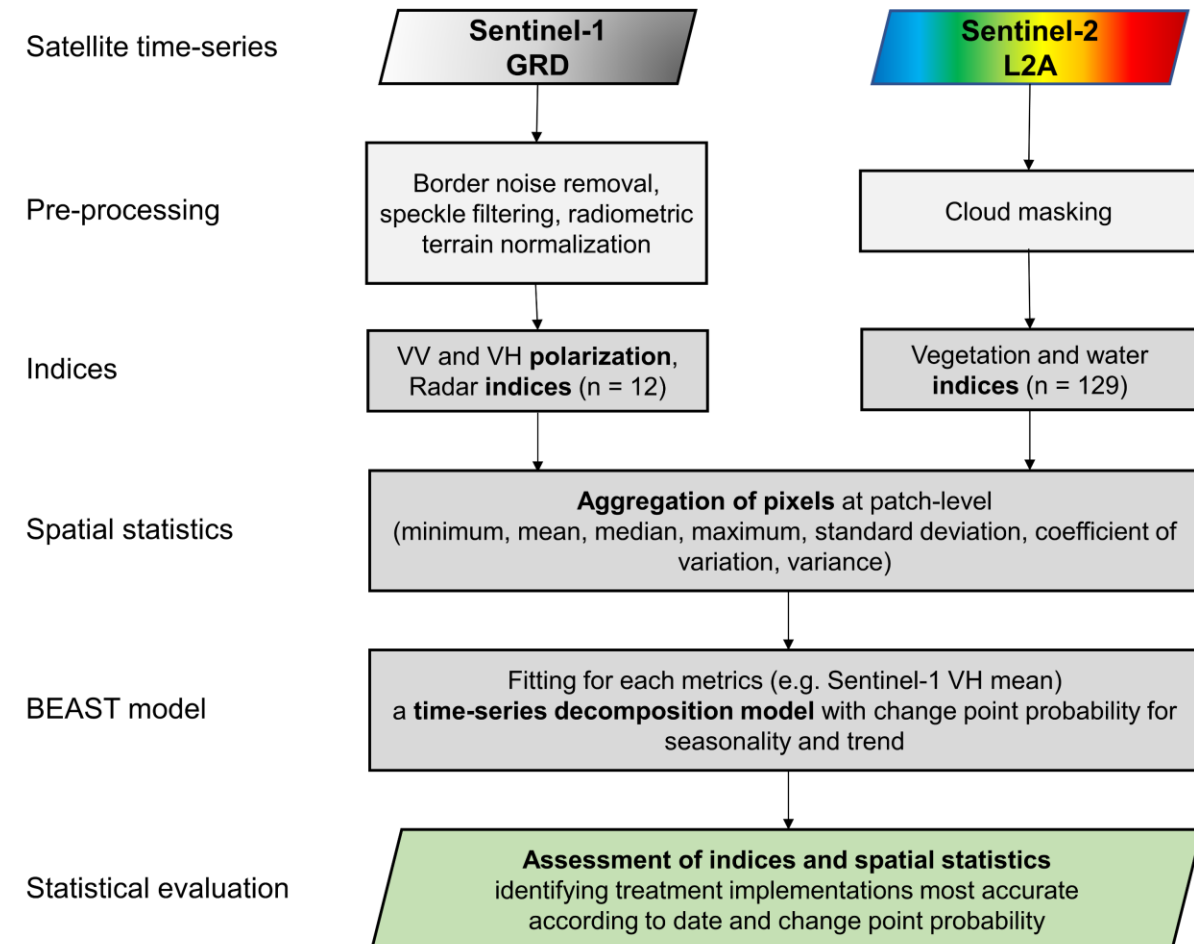 Satellite time-series
Sentinel-1
GRD
Sentinel-2
L2A
Pre-processing
Border noise removal,
speckle filtering, radiometric
terrain normalization
Cloud masking
Indices
VV and VH polarization,
Radar indices (n = 12)
Vegetation and water
indices (n = 129)
Spatial statistics
Aggregation of pixels at patch-level
(minimum, mean, median, maximum, standard deviation, coefficient of
variation, variance)
BEAST model
Fitting for each metrics (e.g. Sentinel-1 VH mean)
a time-series decomposition model with change point probability for
seasonality and trend
Statistical evaluation
Assessment of indices and spatial statistics
identifying treatment implementations most accurate
according to date and change point probability